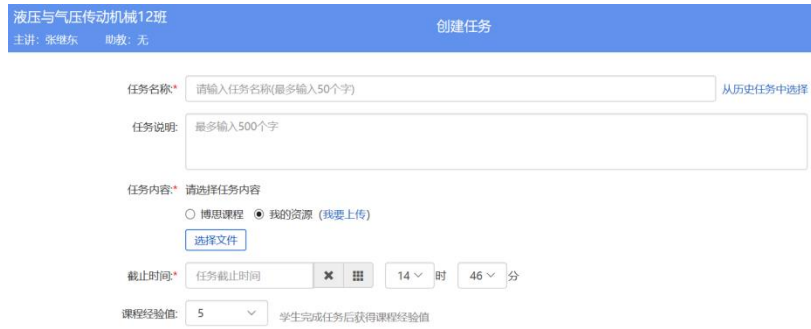 液压与气压传动机械12班
主讲：张继东 助教：无
创建任务
任务名称:* 请输入任务名称(最多输入50个字) 从历史任务中选择
任务说明: 最多输入500个字
任务内容:* 请选择任务内容
博思课程 我的资源 (我要上传)
选择文件
截止时间:* 任务截止时间 14 时 46 分
课程经验值: 5 学生完成任务后获得课程经验值